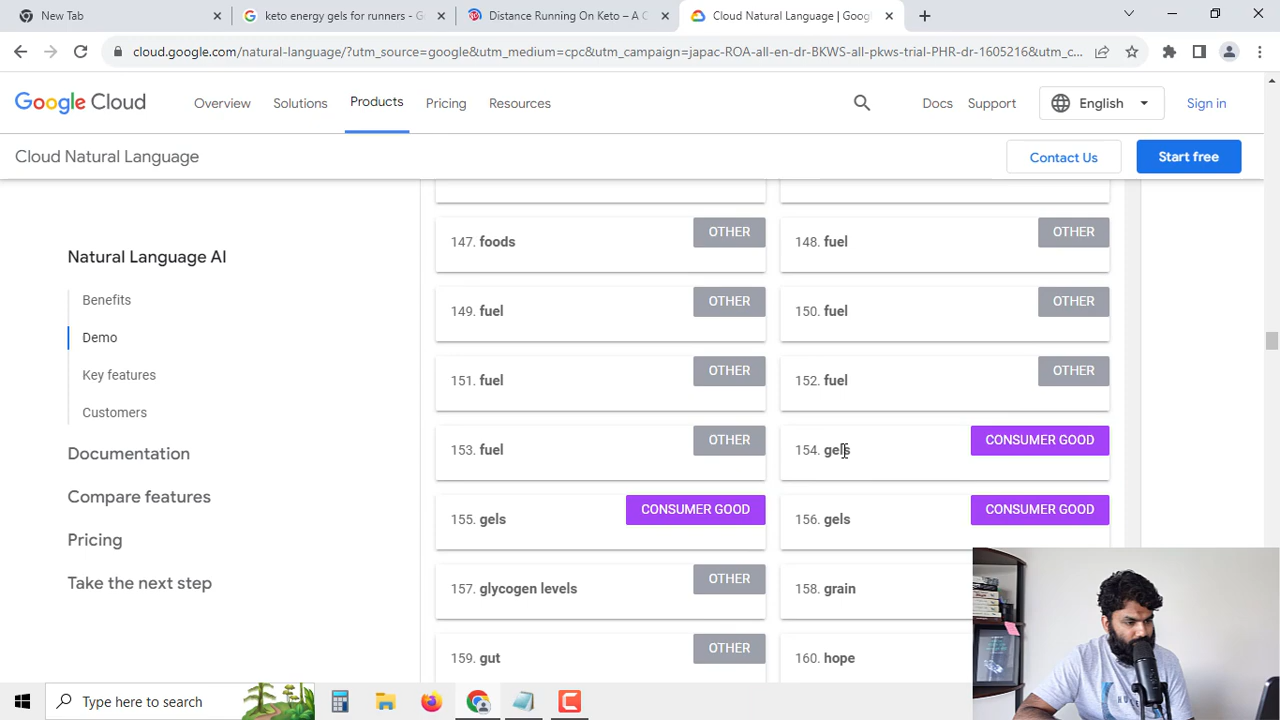 New Tab
keto energy gels for runners - G
Distance Running On Keto – A C
Cloud Natural Language | Goog
cloud.google.com/natural-language/?utm_source=google&utm_medium=cpc&utm_campaign=japac-ROA-all-en-dr-BKWS-all-pkws-trial-PHR-dr-1605216&utm_c...
Google Cloud
Overview
Solutions
Products
Pricing
Resources
Docs
Support
English
Sign in
Cloud Natural Language
Contact Us
Start free
Natural Language AI
Benefits
Demo
Key features
Customers
Documentation
Compare features
Pricing
Take the next step
147. foods
OTHER
148. fuel
OTHER
149. fuel
OTHER
150. fuel
OTHER
151. fuel
OTHER
152. fuel
OTHER
153. fuel
OTHER
154. gels
CONSUMER GOOD
155. gels
CONSUMER GOOD
156. gels
CONSUMER GOOD
157. glycogen levels
OTHER
158. grain
159. gut
OTHER
160. hope
Type here to search